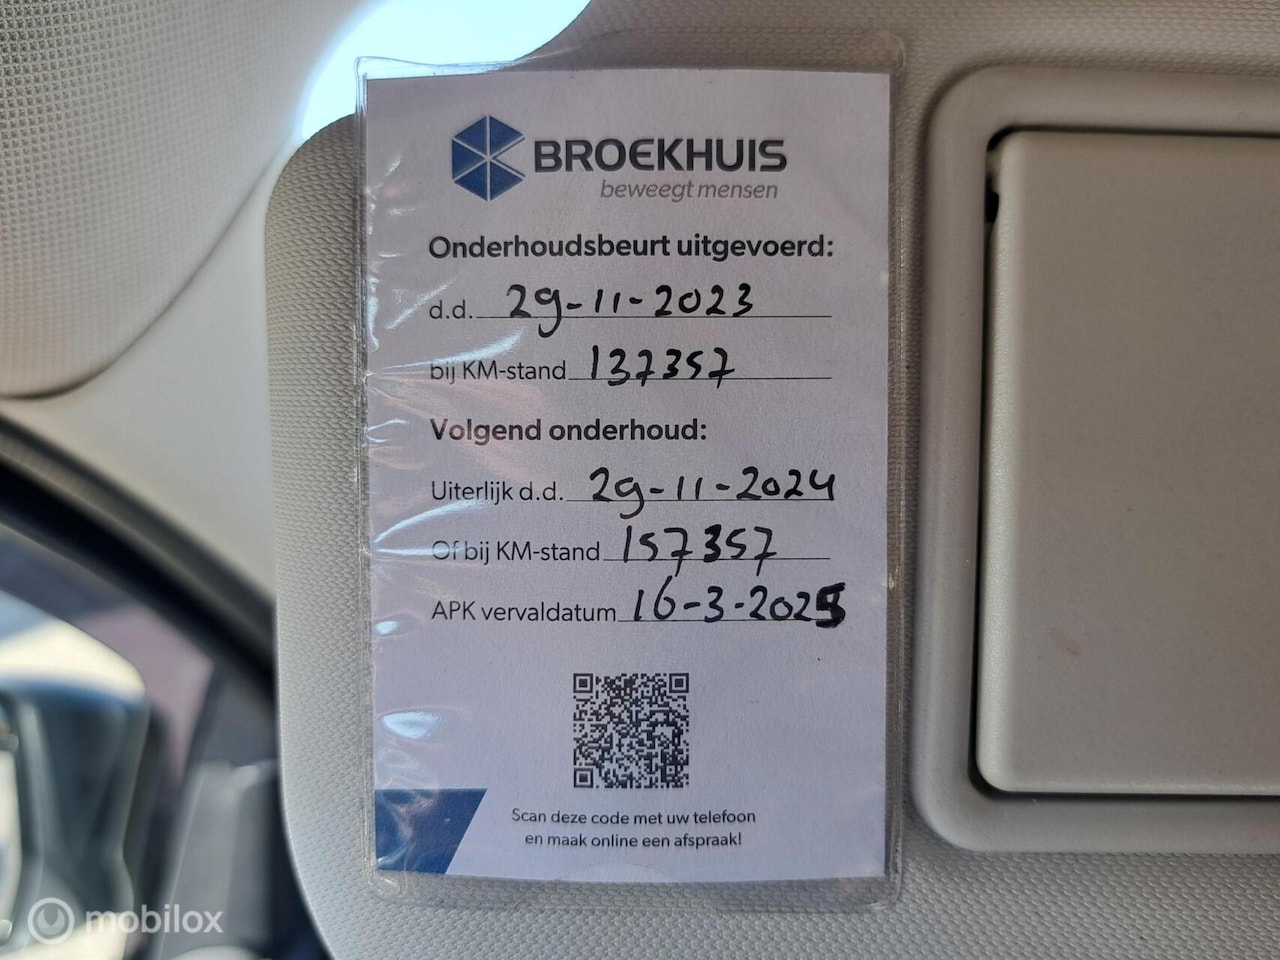 BROEKHUIS
beweegt mensen
Onderhoudsbeurt uitgevoerd:
d.d. 29-11-2023
bij KM-stand 137357
Volgend onderhoud:
Uiterlijk d.d. 29-11-2024
Of bij KM-stand 157357
APK vervaldatum 16-3-2025
Scan deze code met uw telefoon
en maak online een afspraak!
mobilox